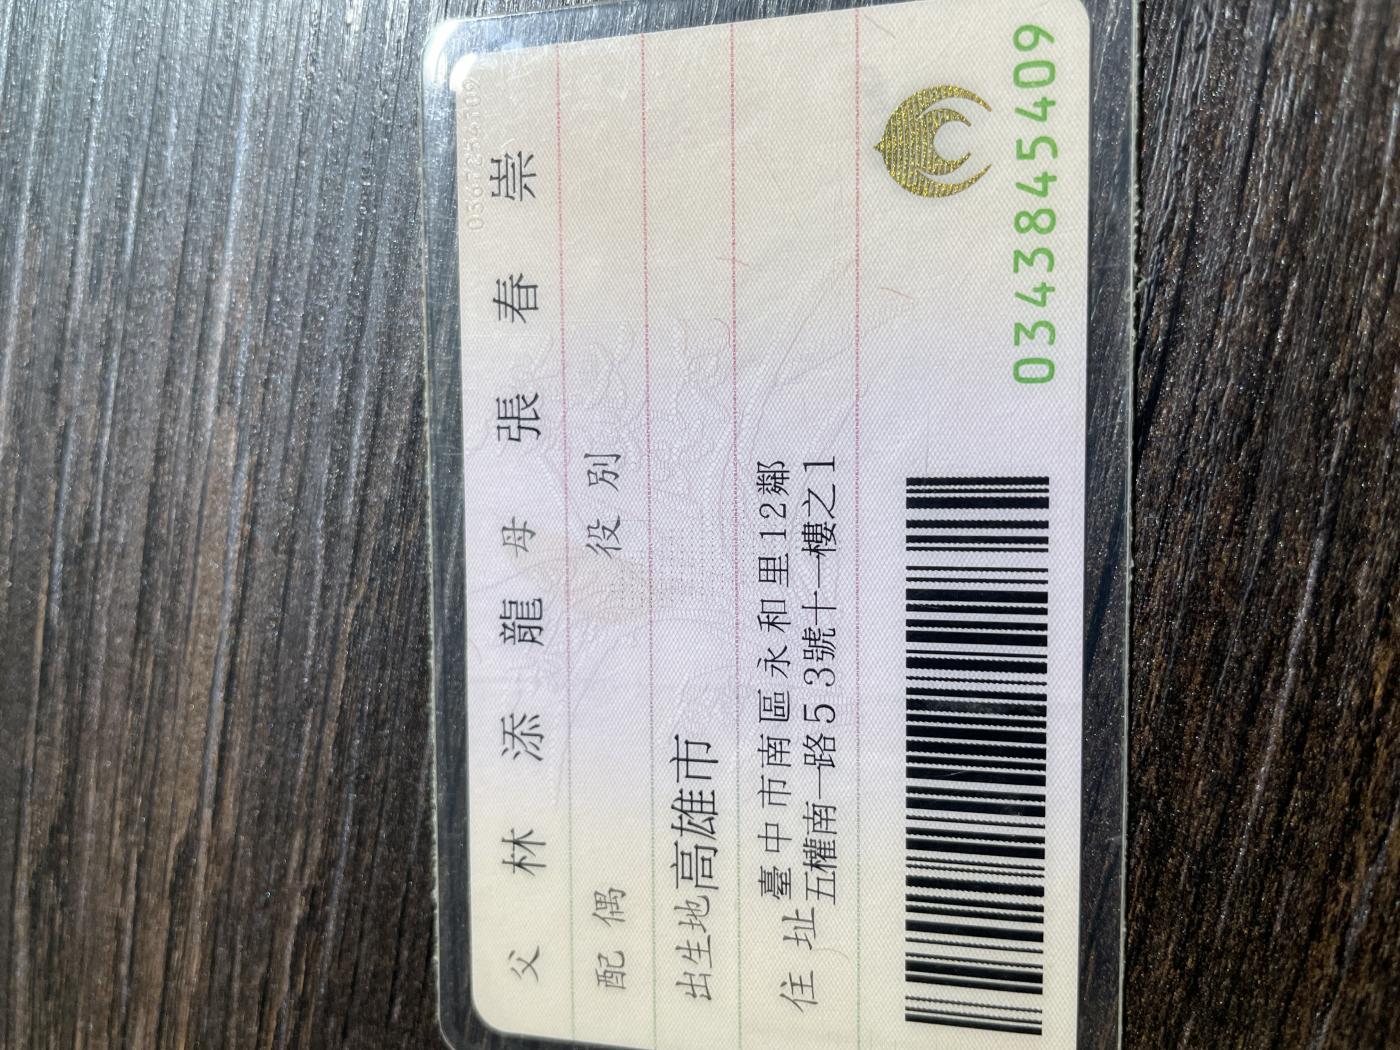 父 林添龍 母 張春崇
配偶 役別
出生地 高雄市
住址 臺中市南區永和里12鄰
五權南一路53號十一樓之1
0343845409